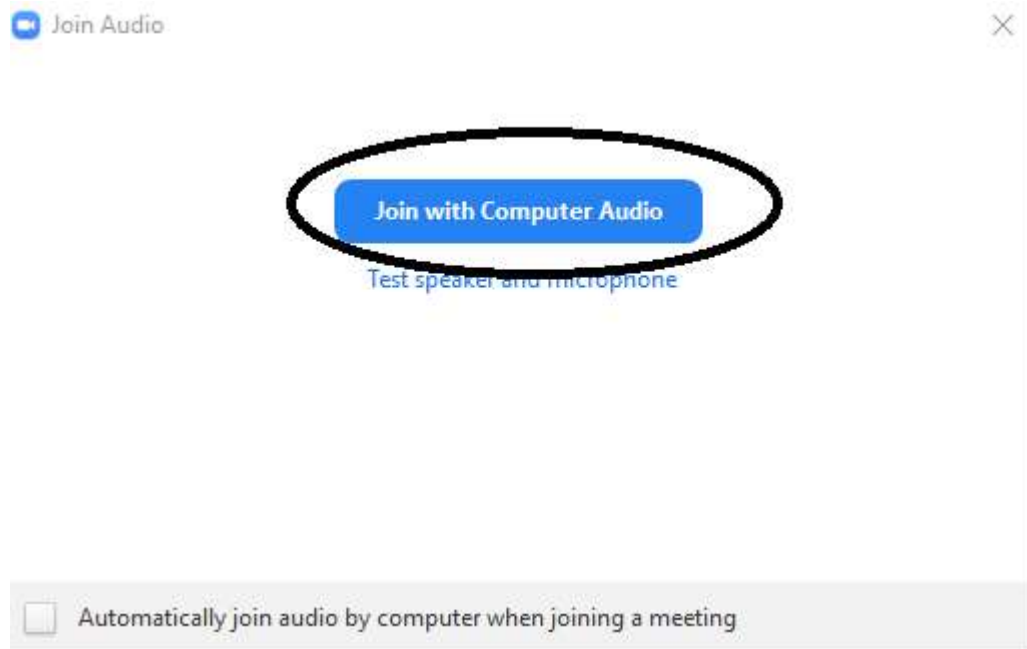 Join Audio
Join with Computer Audio
Test speaker and microphone
Automatically join audio by computer when joining a meeting